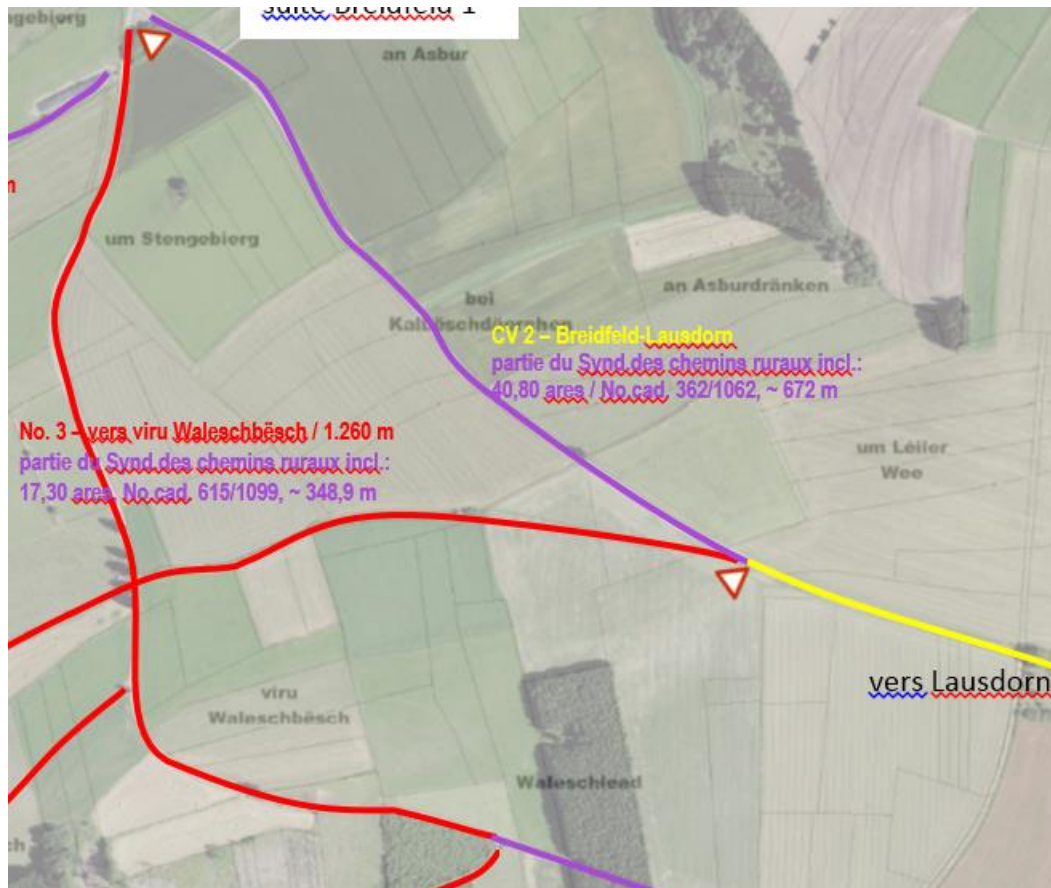 suite Breidfeld 1
an Asbur
um Stengebierg
an Asburdränken
bei
CV 2 – Breidfeld-Lausdorn
partie du Synd.des chemins ruraux incl.:
40,80 ares / No.cad. 362/1062, ~ 672 m
No. 3 – vers viru Waleschbësch / 1.260 m
partie du Synd.des chemins ruraux incl.:
17,30 ares, No.cad. 615/1099, ~ 348,9 m
um Léiler
Wee
vers Lausdorn
viru
Waleschbësch